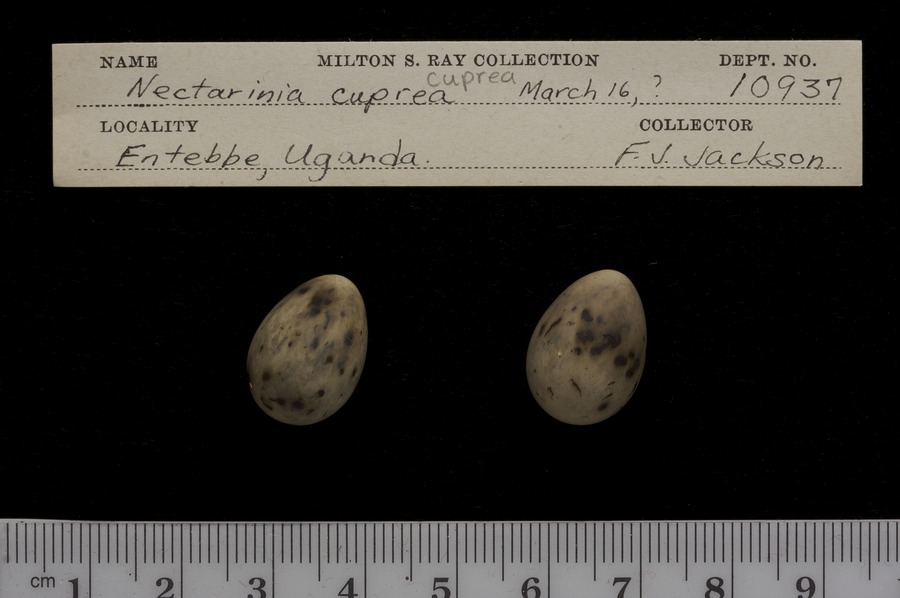 NAME MILTON S. RAY COLLECTION DEPT. NO.
cuprea
Nectarinia cuprea March 16, ? 10937
LOCALITY COLLECTOR
Entebbe, Uganda. F. J. Jackson
cm 1 2 3 4 5 6 7 8 9